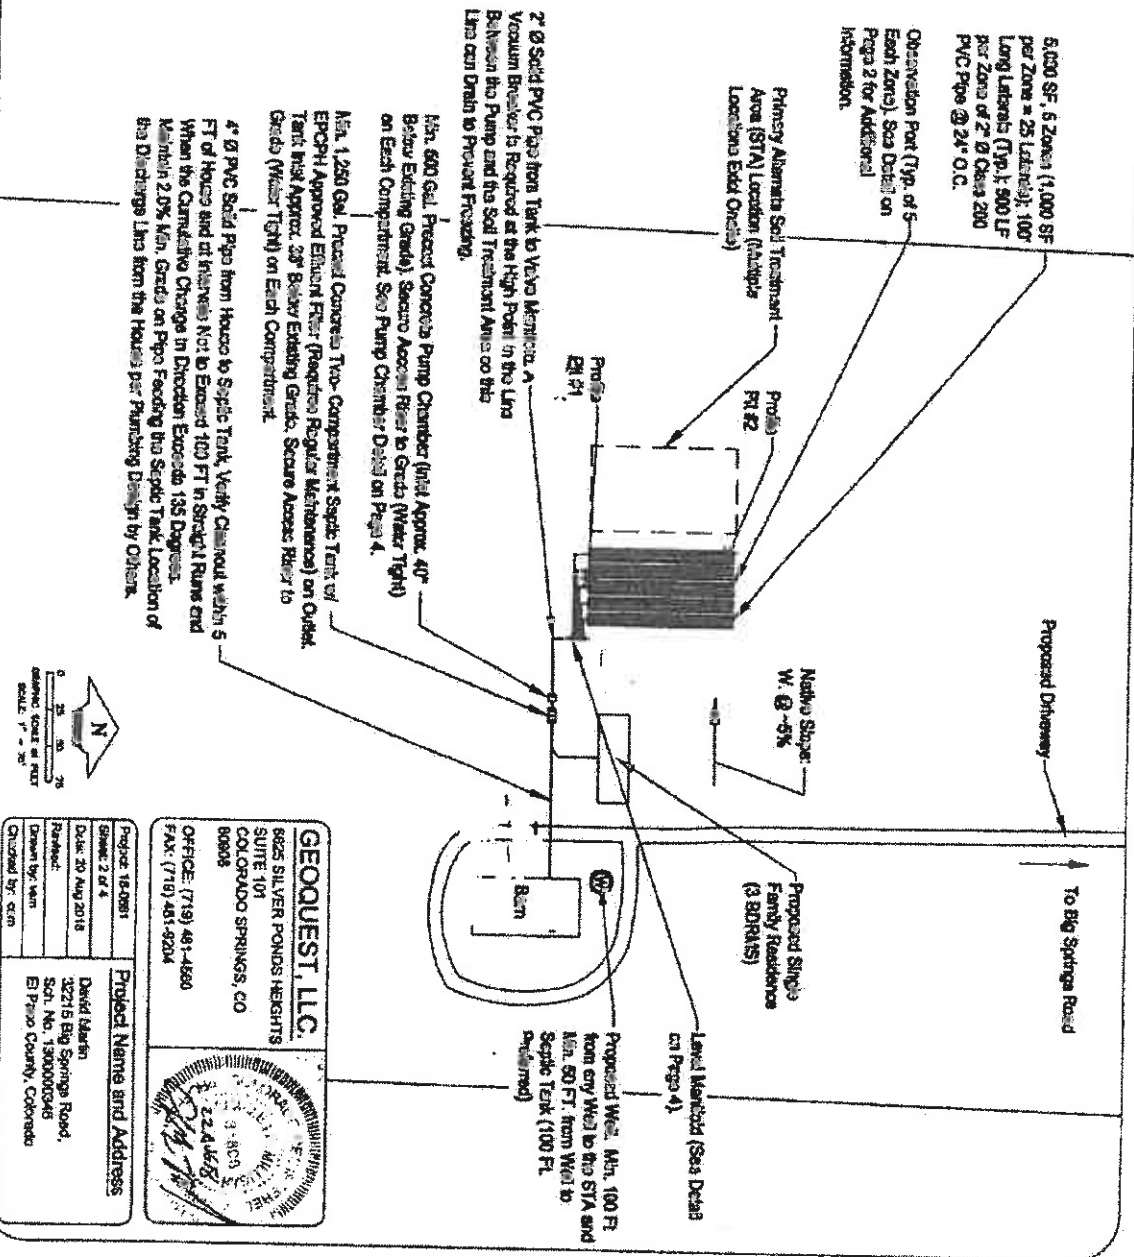 5,000 SF, 5 Zones (1,000 SF
per Zone = 25 Laterals); 100'
Long Laterals (Typ.); 500 LF
per Zone of 2" Ø Class 200
PVC Pipe @ 24" O.C.
Observation Port (Typ. of 5
Each Zone). See Detail on
Page 2 for Additional
Information.
Primary Alternate Soil Treatment
Area (STA) Location (Multiple
Locations Exist Onsite)
2" Ø Solid PVC Pipe from Tank to Valve Manifold. A
Vacuum Breaker is Required at the High Point in the Line
Between the Pump and the Soil Treatment Area so this
Line can Drain to Prevent Freezing.
Min. 500 Gal. Precast Concrete Pump Chamber (Inlet Approx. 40"
Below Existing Grade). Secure Access Riser to Grade (Water Tight)
on Each Compartment. See Pump Chamber Detail on Page 4.
Min. 1,250 Gal. Precast Concrete Two- Compartment Septic Tank w/
EPCPH Approved Effluent Filter (Requires Regular Maintenance) on Outlet.
Tank Inlet Approx. 38" Below Existing Grade. Secure Access Riser to
Grade (Water Tight) on Each Compartment.
4" Ø PVC Solid Pipe from House to Septic Tank, Verify Cleanout within 5
FT of House and at Intervals Not to Exceed 100 FT in Straight Runs and
When the Cumulative Change in Direction Exceeds 135 Degrees.
Maintain 2.0% Min. Grade on Pipe Feeding the Septic Tank. Location of
the Discharge Line from the House per Plumbing Design by Others.
Profile
Pit #1
Profile
Pit #2
Proposed Driveway
Native Slope:
W. @ ~5%
To Big Springs Road
Proposed Single
Family Residence
(3 BDRMS)
Level Manifold (See Detail
on Page 4).
Proposed Well. Min. 100 Ft
from any Well to the STA and
Min. 50 FT. from Well to
Septic Tank (100 Ft.
Preferred)
W
Barn
N
0 25 50 75
GRAPHIC SCALE IN FEET
GEOQUEST, LLC.
6825 SILVER PONDS HEIGHTS
SUITE 101
COLORADO SPRINGS, CO
80908
OFFICE: (719) 481-4560
FAX: (719) 481-9204
Project: 18-0691
Sheet: 2 of 4
Date: 20 Aug 2018
Revised:
Drawn by:
Checked by:
Project Name and Address
David Martin
32215 Big Springs Road,
Sch. No. 1300000346
El Paso County, Colorado